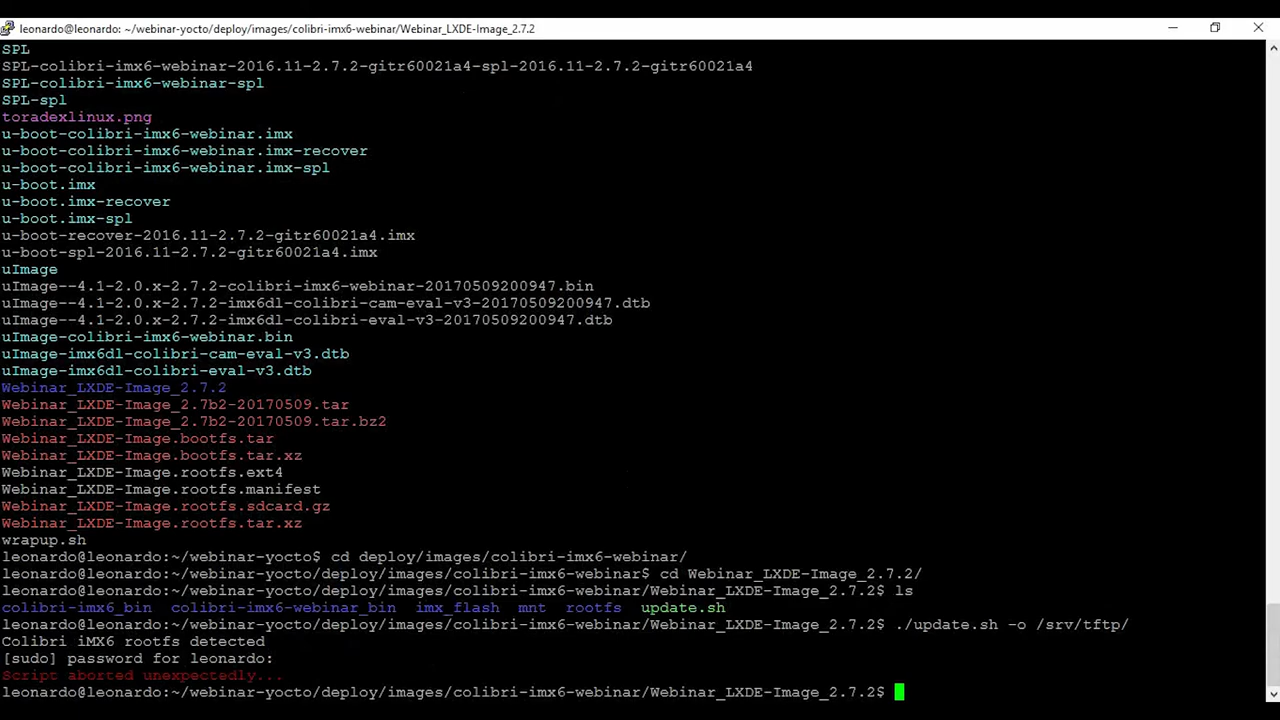 leonardo@leonardo: ~/webinar-yocto/deploy/images/colibri-imx6-webinar/Webinar_LXDE-Image_2.7.2
SPL
SPL-colibri-imx6-webinar-2016.11-2.7.2-gitr60021a4-spl-2016.11-2.7.2-gitr60021a4
SPL-colibri-imx6-webinar-spl
SPL-spl
toradexlinux.png
u-boot-colibri-imx6-webinar.imx
u-boot-colibri-imx6-webinar.imx-recover
u-boot-colibri-imx6-webinar.imx-spl
u-boot.imx
u-boot.imx-recover
u-boot.imx-spl
u-boot-recover-2016.11-2.7.2-gitr60021a4.imx
u-boot-spl-2016.11-2.7.2-gitr60021a4.imx
uImage
uImage--4.1-2.0.x-2.7.2-colibri-imx6-webinar-20170509200947.bin
uImage--4.1-2.0.x-2.7.2-imx6dl-colibri-cam-eval-v3-20170509200947.dtb
uImage--4.1-2.0.x-2.7.2-imx6dl-colibri-eval-v3-20170509200947.dtb
uImage-colibri-imx6-webinar.bin
uImage-imx6dl-colibri-cam-eval-v3.dtb
uImage-imx6dl-colibri-eval-v3.dtb
Webinar_LXDE-Image_2.7.2
Webinar_LXDE-Image_2.7b2-20170509.tar
Webinar_LXDE-Image_2.7b2-20170509.tar.bz2
Webinar_LXDE-Image.bootfs.tar
Webinar_LXDE-Image.bootfs.tar.xz
Webinar_LXDE-Image.rootfs.ext4
Webinar_LXDE-Image.rootfs.manifest
Webinar_LXDE-Image.rootfs.sdcard.gz
Webinar_LXDE-Image.rootfs.tar.xz
wrapup.sh
leonardo@leonardo:~/webinar-yocto$ cd deploy/images/colibri-imx6-webinar/
leonardo@leonardo:~/webinar-yocto/deploy/images/colibri-imx6-webinar$ cd Webinar_LXDE-Image_2.7.2/
leonardo@leonardo:~/webinar-yocto/deploy/images/colibri-imx6-webinar/Webinar_LXDE-Image_2.7.2$ ls
colibri-imx6_bin colibri-imx6-webinar_bin imx_flash mnt rootfs update.sh
leonardo@leonardo:~/webinar-yocto/deploy/images/colibri-imx6-webinar/Webinar_LXDE-Image_2.7.2$ ./update.sh -o /srv/tftp/
Colibri iMX6 rootfs detected
[sudo] password for leonardo:
Script aborted unexpectedly...
leonardo@leonardo:~/webinar-yocto/deploy/images/colibri-imx6-webinar/Webinar_LXDE-Image_2.7.2$